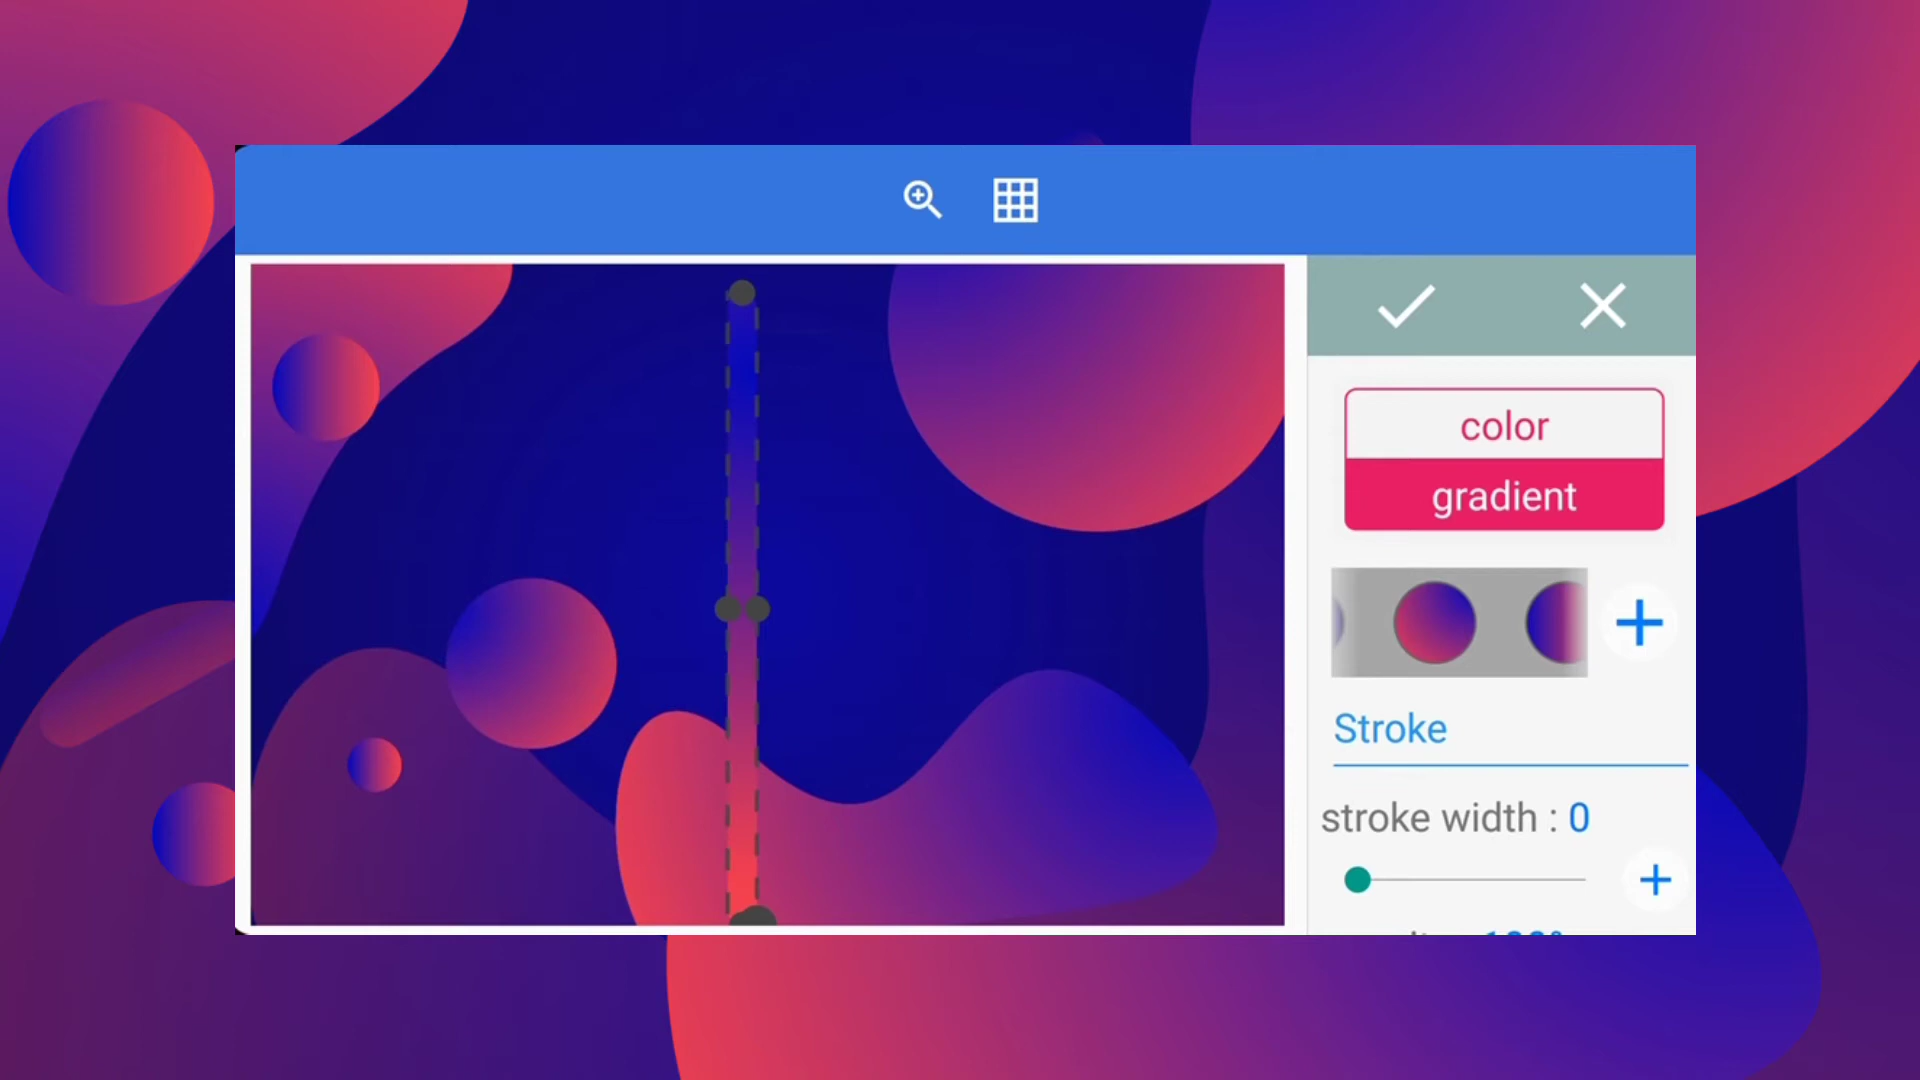 color
gradient
Stroke
stroke width : 0